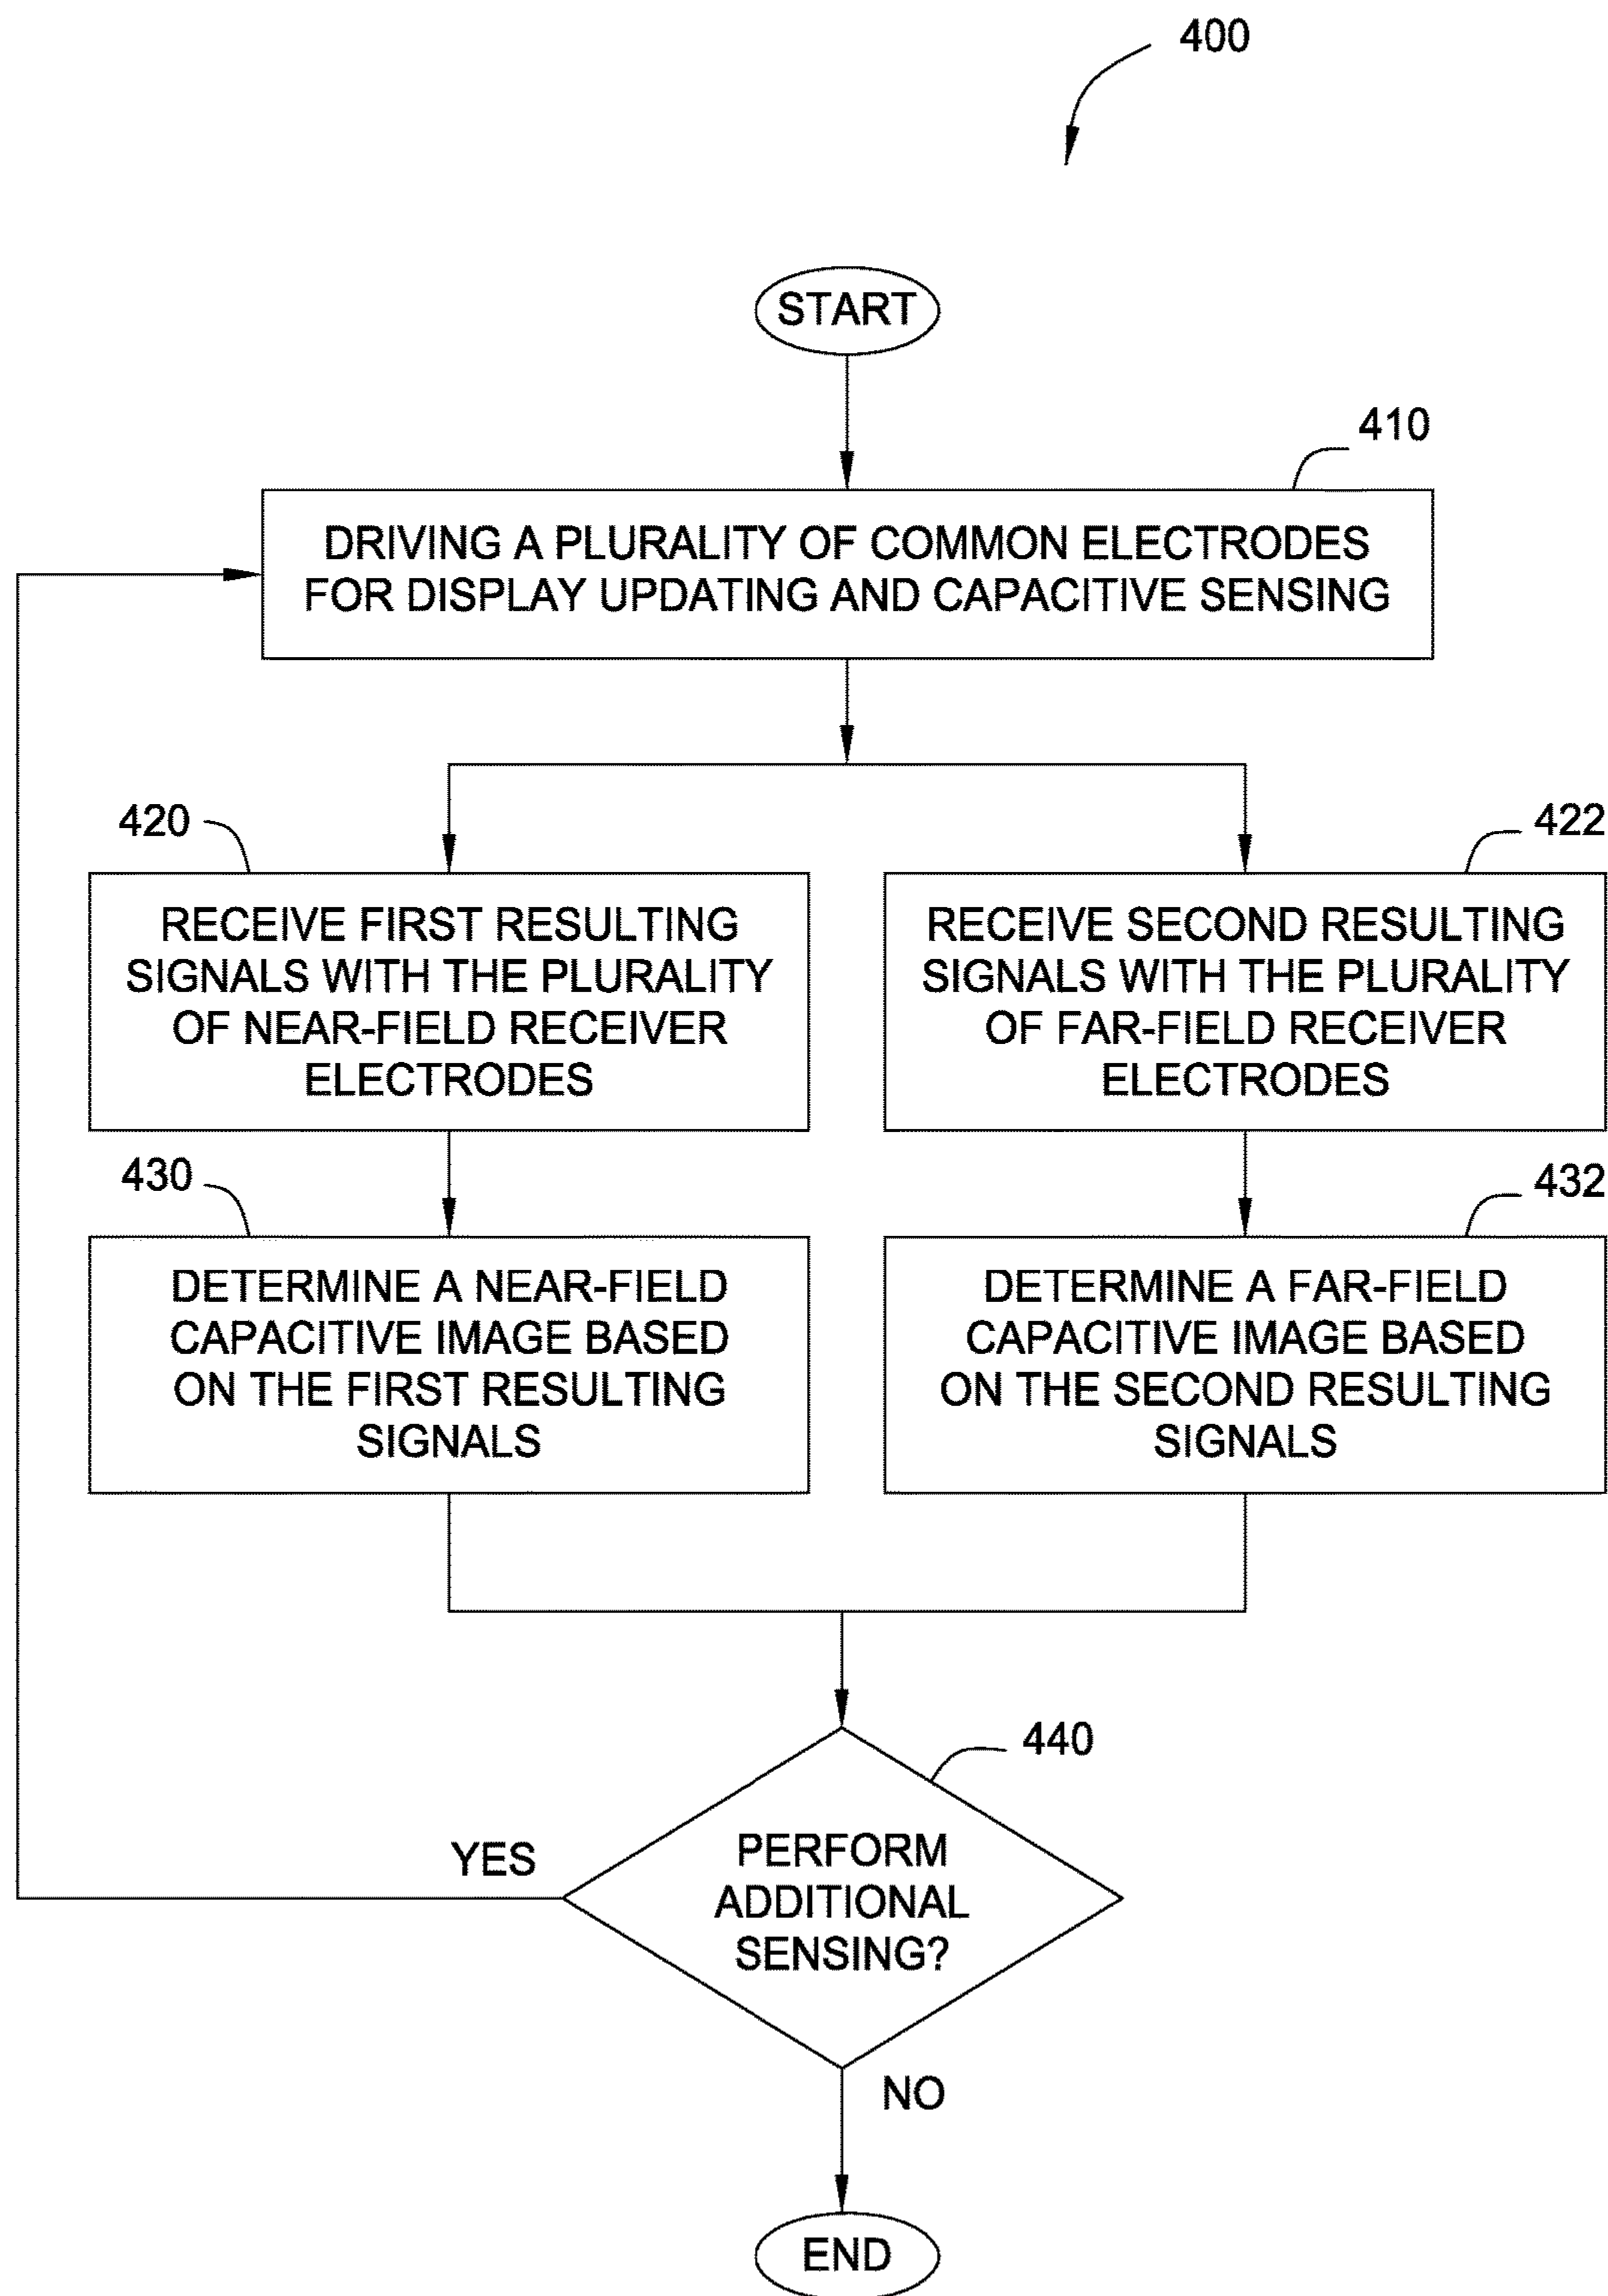 400
START
410
DRIVING A PLURALITY OF COMMON ELECTRODES
FOR DISPLAY UPDATING AND CAPACITIVE SENSING
420
RECEIVE FIRST RESULTING
SIGNALS WITH THE PLURALITY
OF NEAR-FIELD RECEIVER
ELECTRODES
422
RECEIVE SECOND RESULTING
SIGNALS WITH THE PLURALITY
OF FAR-FIELD RECEIVER
ELECTRODES
430
DETERMINE A NEAR-FIELD
CAPACITIVE IMAGE BASED
ON THE FIRST RESULTING
SIGNALS
432
DETERMINE A FAR-FIELD
CAPACITIVE IMAGE BASED
ON THE SECOND RESULTING
SIGNALS
440
PERFORM
ADDITIONAL
SENSING?
YES
NO
END